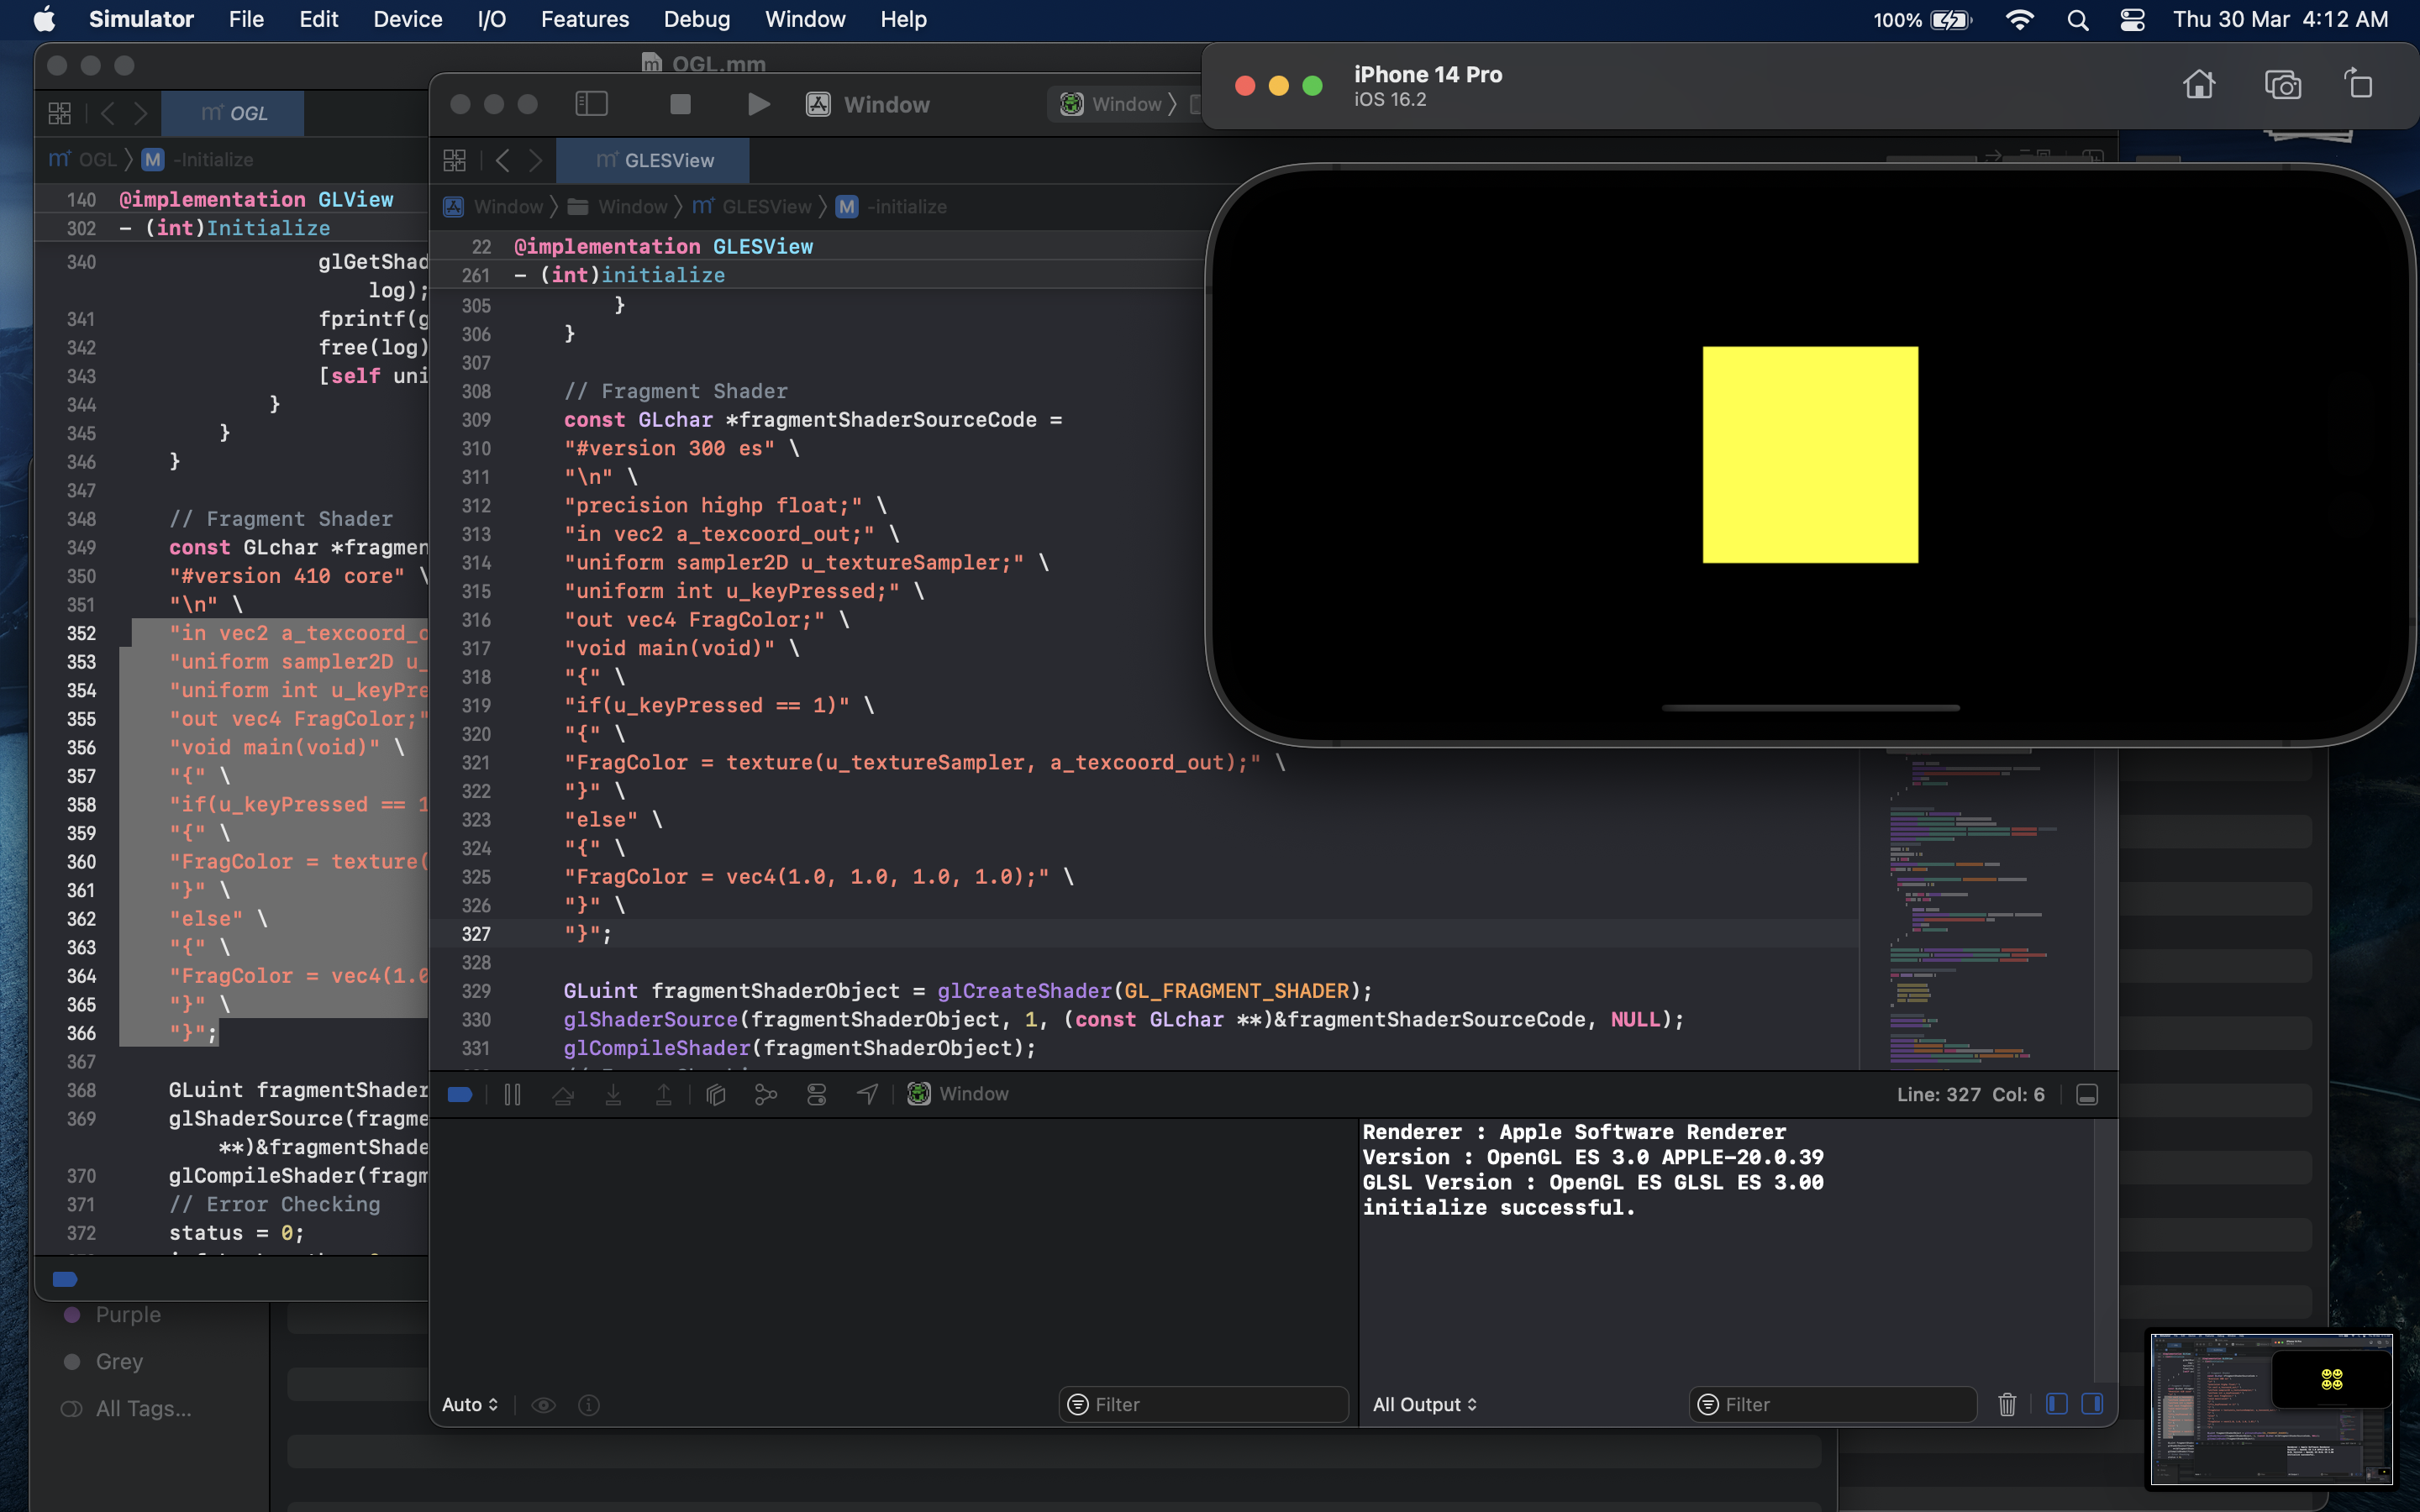 Simulator File Edit Device I/O Features Debug Window Help 100% Thu 30 Mar 4:12 AM
OGL.mm
OGL
OGL -Initialize
140 @implementation GLView
302 - (int)Initialize
340 glGetShad
log);
341 fprintf(g
342 free(log)
343 [self uni
344 }
345 }
346 }
347
348 // Fragment Shader
349 const GLchar *fragmen
350 "#version 410 core" \
351 "\n" \
352 "in vec2 a_texcoord_o
353 "uniform sampler2D u_
354 "uniform int u_keyPre
355 "out vec4 FragColor;"
356 "void main(void)" \
357 "{" \
358 "if(u_keyPressed == 1
359 "{" \
360 "FragColor = texture(
361 "}" \
362 "else" \
363 "{" \
364 "FragColor = vec4(1.0
365 "}" \
366 "}";
367
368 GLuint fragmentShader
369 glShaderSource(fragme
**)&fragmentShade
370 glCompileShader(fragm
371 // Error Checking
372 status = 0;
Purple
Grey
All Tags...
Window Window
GLESView
Window Window GLESView M -initialize
22 @implementation GLESView
261 - (int)initialize
305 }
306 }
307
308 // Fragment Shader
309 const GLchar *fragmentShaderSourceCode =
310 "#version 300 es" \
311 "\n" \
312 "precision highp float;" \
313 "in vec2 a_texcoord_out;" \
314 "uniform sampler2D u_textureSampler;" \
315 "uniform int u_keyPressed;" \
316 "out vec4 FragColor;" \
317 "void main(void)" \
318 "{" \
319 "if(u_keyPressed == 1)" \
320 "{" \
321 "FragColor = texture(u_textureSampler, a_texcoord_out);" \
322 "}" \
323 "else" \
324 "{" \
325 "FragColor = vec4(1.0, 1.0, 1.0, 1.0);" \
326 "}" \
327 "}";
328
329 GLuint fragmentShaderObject = glCreateShader(GL_FRAGMENT_SHADER);
330 glShaderSource(fragmentShaderObject, 1, (const GLchar **)&fragmentShaderSourceCode, NULL);
331 glCompileShader(fragmentShaderObject);
Window Line: 327 Col: 6
Renderer : Apple Software Renderer
Version : OpenGL ES 3.0 APPLE-20.0.39
GLSL Version : OpenGL ES GLSL ES 3.00
initialize successful.
Auto Filter All Output Filter
iPhone 14 Pro
iOS 16.2